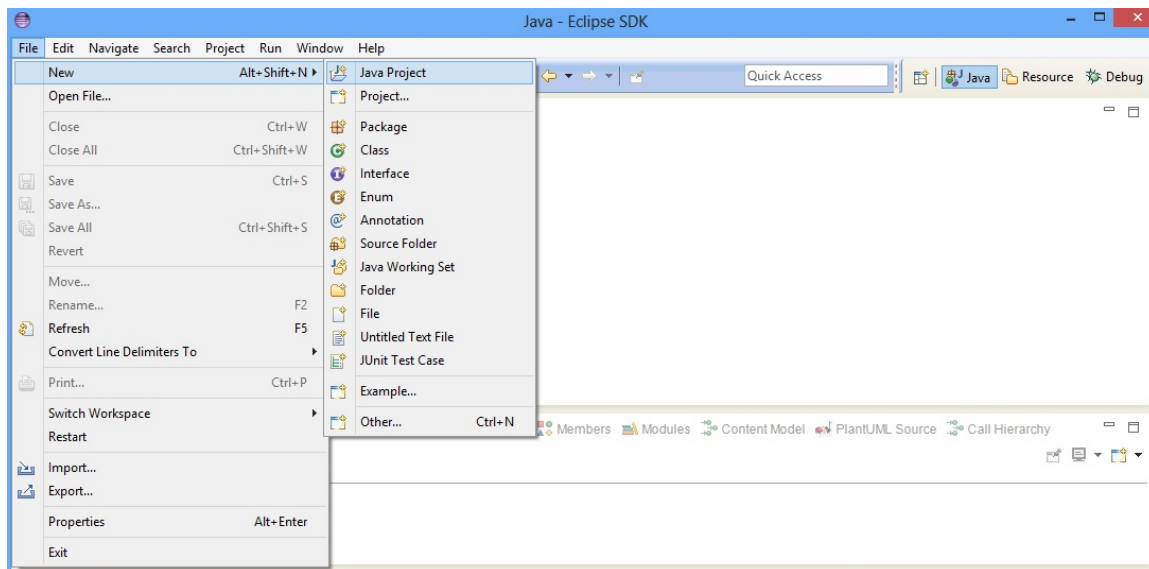 Java - Eclipse SDK
File Edit Navigate Search Project Run Window Help
New Alt+Shift+N
Open File...
Close Ctrl+W
Close All Ctrl+Shift+W
Save Ctrl+S
Save As...
Save All Ctrl+Shift+S
Revert
Move...
Rename... F2
Refresh F5
Convert Line Delimiters To
Print... Ctrl+P
Switch Workspace
Restart
Import...
Export...
Properties Alt+Enter
Exit
Java Project
Project...
Package
Class
Interface
Enum
Annotation
Source Folder
Java Working Set
Folder
File
Untitled Text File
JUnit Test Case
Example...
Other... Ctrl+N
Quick Access Java Resource Debug
Members Modules Content Model PlantUML Source Call Hierarchy